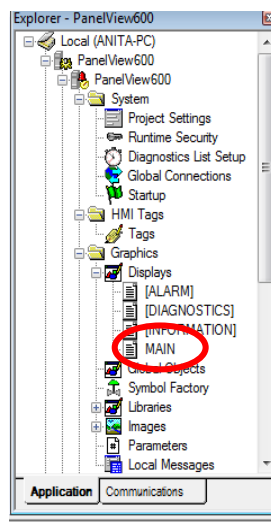 Explorer - PanelView600
Local (ANITA-PC)
PanelView600
PanelView600
System
Project Settings
Runtime Security
Diagnostics List Setup
Global Connections
Startup
HMI Tags
Tags
Graphics
Displays
[ALARM]
[DIAGNOSTICS]
[INFORMATION]
MAIN
Global Objects
Symbol Factory
Libraries
Images
Parameters
Local Messages
Application Communications